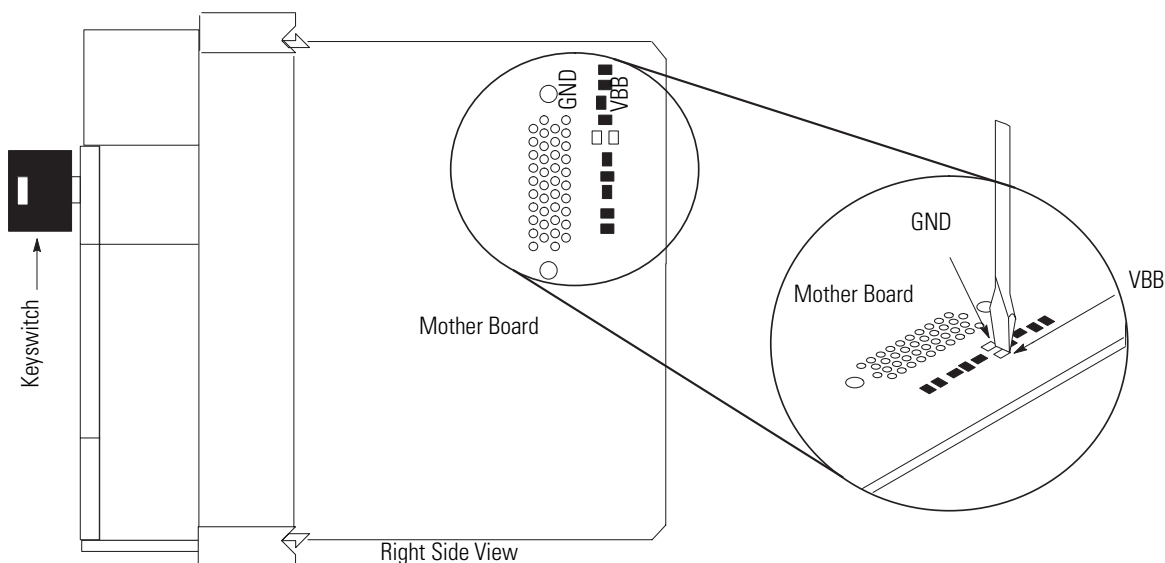 GND
VBB
GND
VBB
Mother Board
Mother Board
Keyswitch
Right Side View